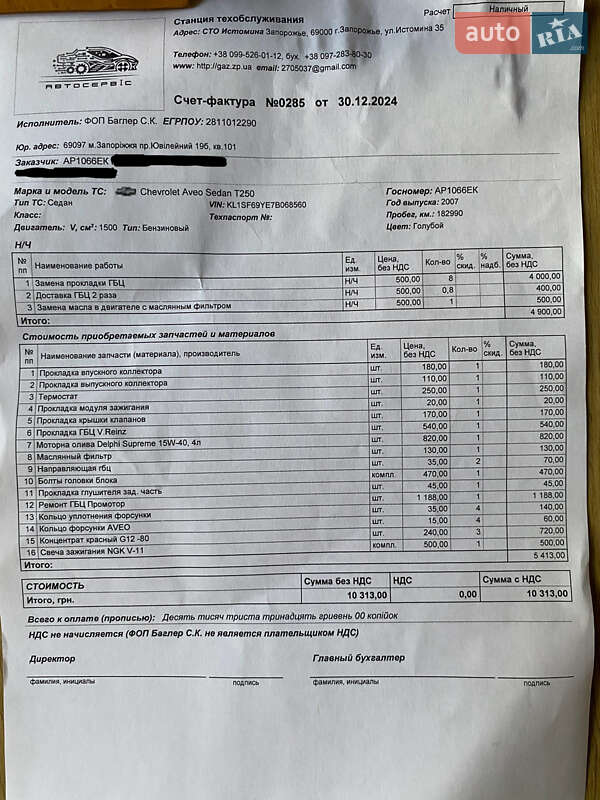 Расчет Наличный
auto RIA.com
АВТОСЕРВІС
Станция техобслуживания
Адрес: СТО Истомина Запорожье, 69000 г.Запорожье, ул.Истомина 35
Телефон: +38 099-526-01-12, бух. +38 097-283-80-30
www: http://gaz.zp.ua email: 2705037@gmail.com
Счет-фактура №0285 от 30.12.2024
Исполнитель: ФОП Баглер С.К. ЕГРПОУ: 2811012290
Юр. адрес: 69097 м.Запоріжжя пр.Ювілейний 19б, кв.101
Заказчик: АР1066ЕК
Марка и модель ТС: Chevrolet Aveo Sedan T250 Госномер: АР1066ЕК
Тип ТС: Седан VIN: KL1SF69YE7B068560 Год выпуска: 2007
Класс: Техпаспорт №: Пробег, км.: 182990
Двигатель: V, см³: 1500 Тип: Бензиновый Цвет: Голубой
Н/Ч
№ пп Наименование работы Ед. изм. Цена, без НДС Кол-во % скид. % надб. Сумма, без НДС
1 Замена прокладки ГБЦ Н/Ч 500,00 8 4 000,00
2 Доставка ГБЦ 2 раза Н/Ч 500,00 0,8 400,00
3 Замена масла в двигателе с маслянным фильтром Н/Ч 500,00 1 500,00
Итого: 4 900,00
Стоимость приобретаемых запчастей и материалов
№ пп Наименование запчасти (материала), производитель Ед. изм. Цена, без НДС Кол-во % скид. Сумма, без НДС
1 Прокладка впускного коллектора шт. 180,00 1 180,00
2 Прокладка выпускного коллектора шт. 110,00 1 110,00
3 Термостат шт. 250,00 1 250,00
4 Прокладка модуля зажигания шт. 20,00 1 20,00
5 Прокладка крышки клапанов шт. 170,00 1 170,00
6 Прокладка ГБЦ V.Reinz шт. 540,00 1 540,00
7 Моторна олива Delphi Supreme 15W-40, 4л шт. 820,00 1 820,00
8 Маслянный фильтр шт. 130,00 1 130,00
9 Направляющая гбц шт. 35,00 2 70,00
10 Болты головки блока компл. 470,00 1 470,00
11 Прокладка глушителя зад. часть шт. 45,00 1 45,00
12 Ремонт ГБЦ Промотор шт. 1 188,00 1 1 188,00
13 Кольцо уплотнения форсунки шт. 35,00 4 140,00
14 Кольцо форсунки AVEO шт. 15,00 4 60,00
15 Концентрат красный G12 -80 шт. 240,00 3 720,00
16 Свеча зажигания NGK V-11 компл. 500,00 1 500,00
Итого: 5 413,00
СТОИМОСТЬ Сумма без НДС НДС Сумма с НДС
Итого, грн. 10 313,00 0,00 10 313,00
Всего к оплате (прописью): Десять тисяч триста тринадцять гривень 00 копійок
НДС не начисляется (ФОП Баглер С.К. не является плательщиком НДС)
Директор Главный бухгалтер
фамилия, инициалы подпись фамилия, инициалы подпись